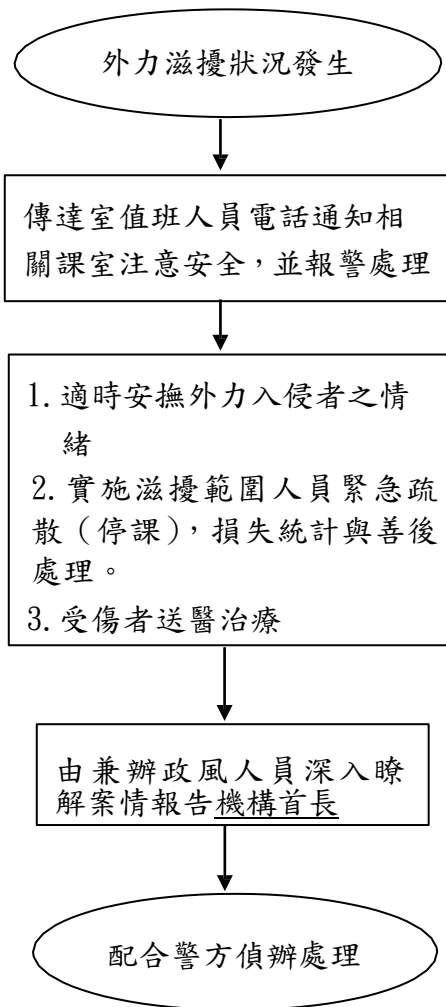 外力滋擾狀況發生
傳達室值班人員電話通知相
關課室注意安全，並報警處理
1. 適時安撫外力入侵者之情
緒
2. 實施滋擾範圍人員緊急疏
散（停課），損失統計與善後
處理。
3. 受傷者送醫治療
由兼辦政風人員深入瞭
解案情報告機構首長
配合警方偵辦處理